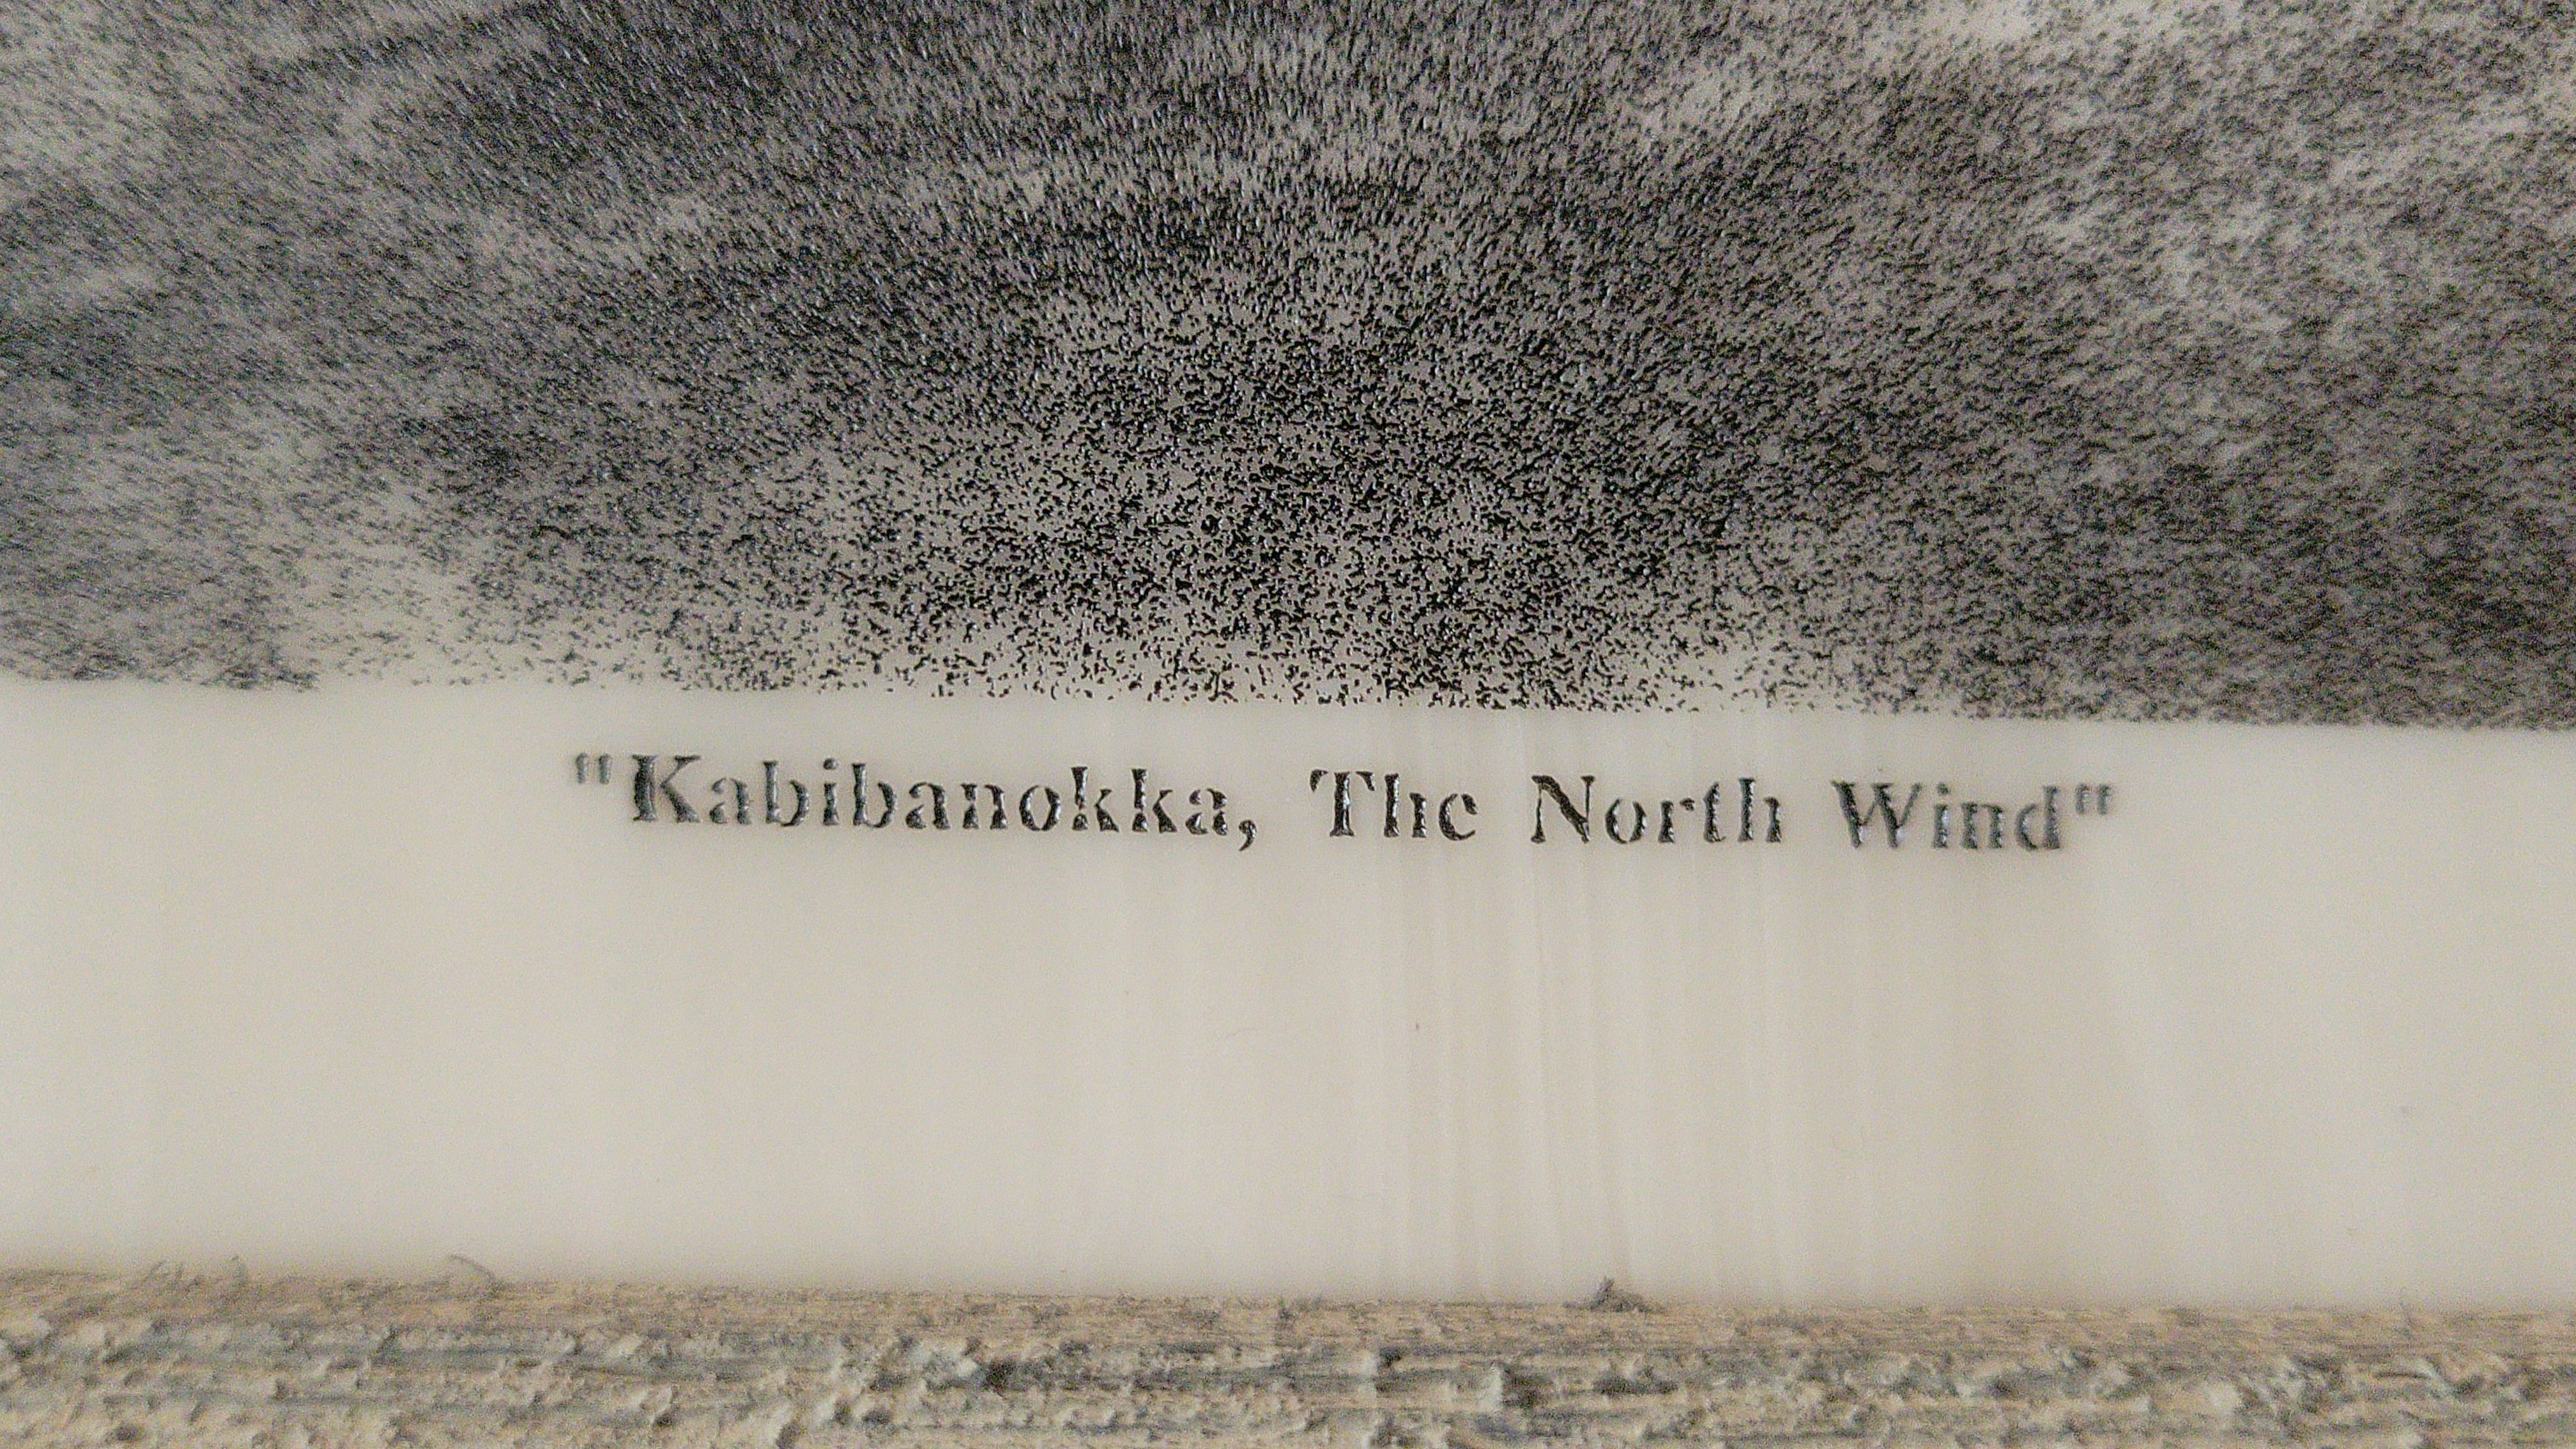 "Kabibanokka, The North Wind"